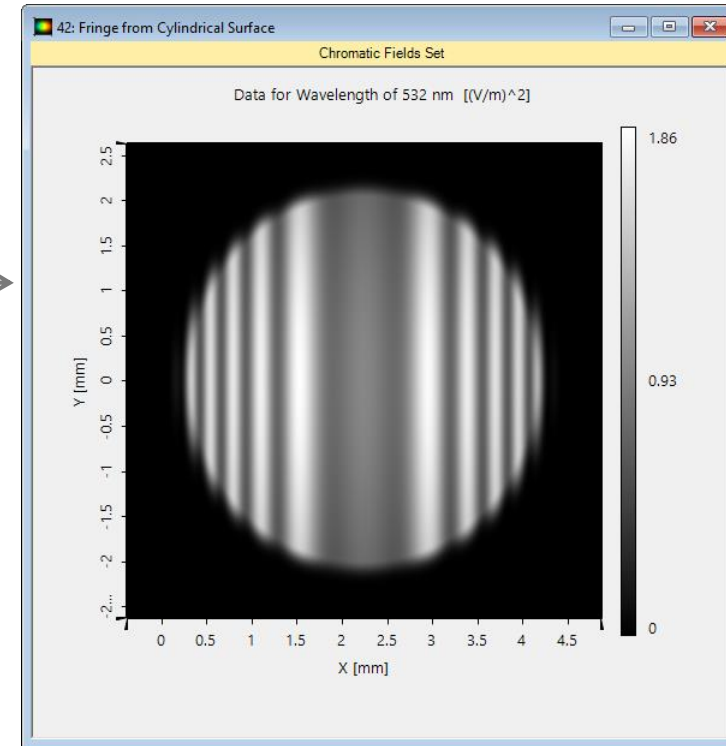 42: Fringe from Cylindrical Surface
Chromatic Fields Set
Data for Wavelength of 532 nm [(V/m)^2]
1.86
0.93
0
Y [mm]
2.5
2
1.5
1
0.5
0
-0.5
-1
-1.5
-2
-2...
0 0.5 1 1.5 2 2.5 3 3.5 4 4.5
X [mm]